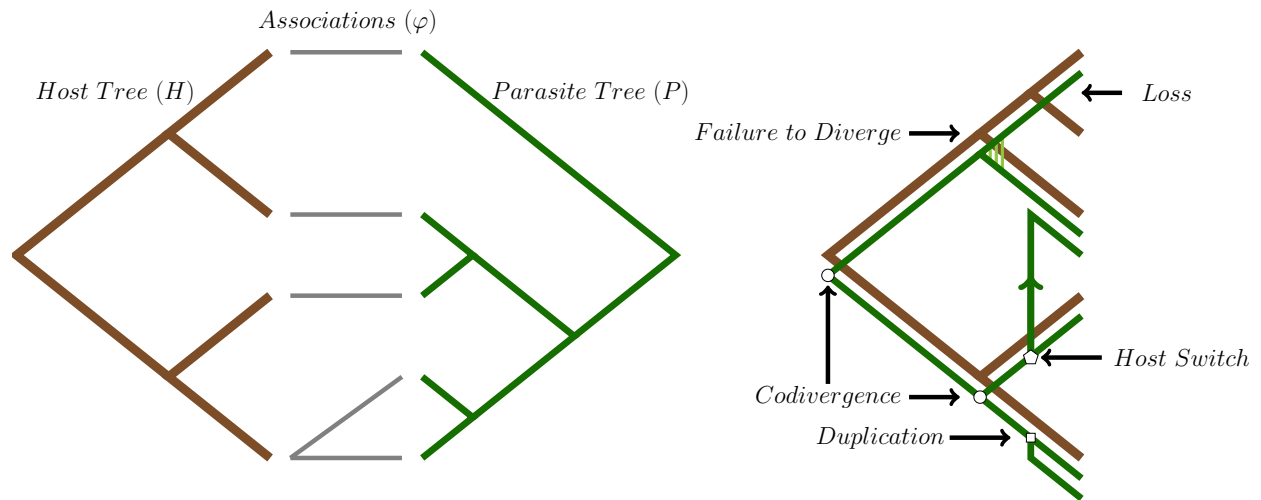 Associations (φ)
Host Tree (H)
Parasite Tree (P)
Loss
Failure to Diverge
Host Switch
Codivergence
Duplication